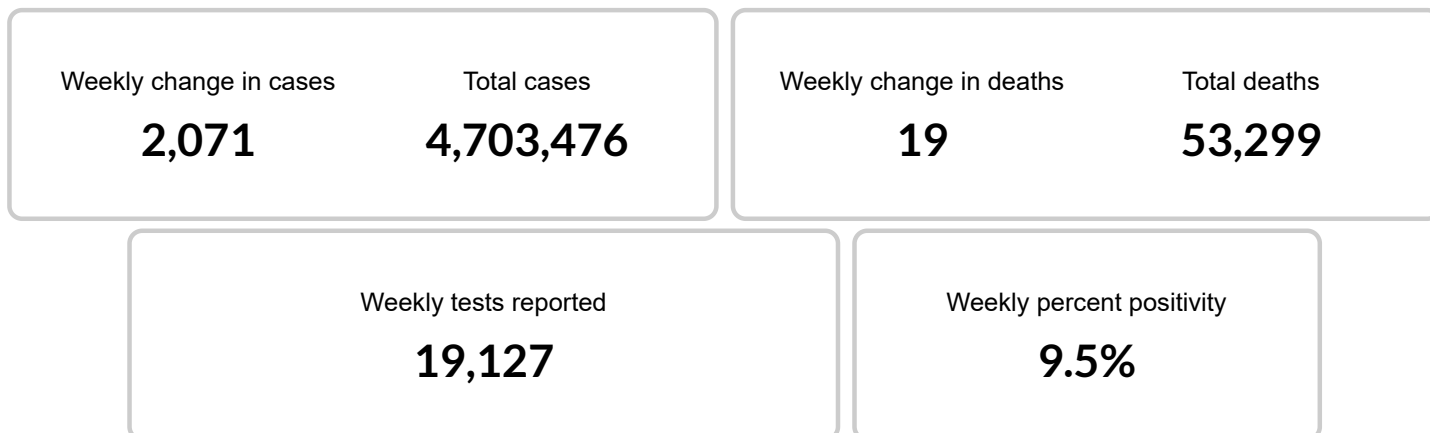 Weekly change in cases
2,071
Total cases
4,703,476
Weekly change in deaths
19
Total deaths
53,299
Weekly tests reported
19,127
Weekly percent positivity
9.5%